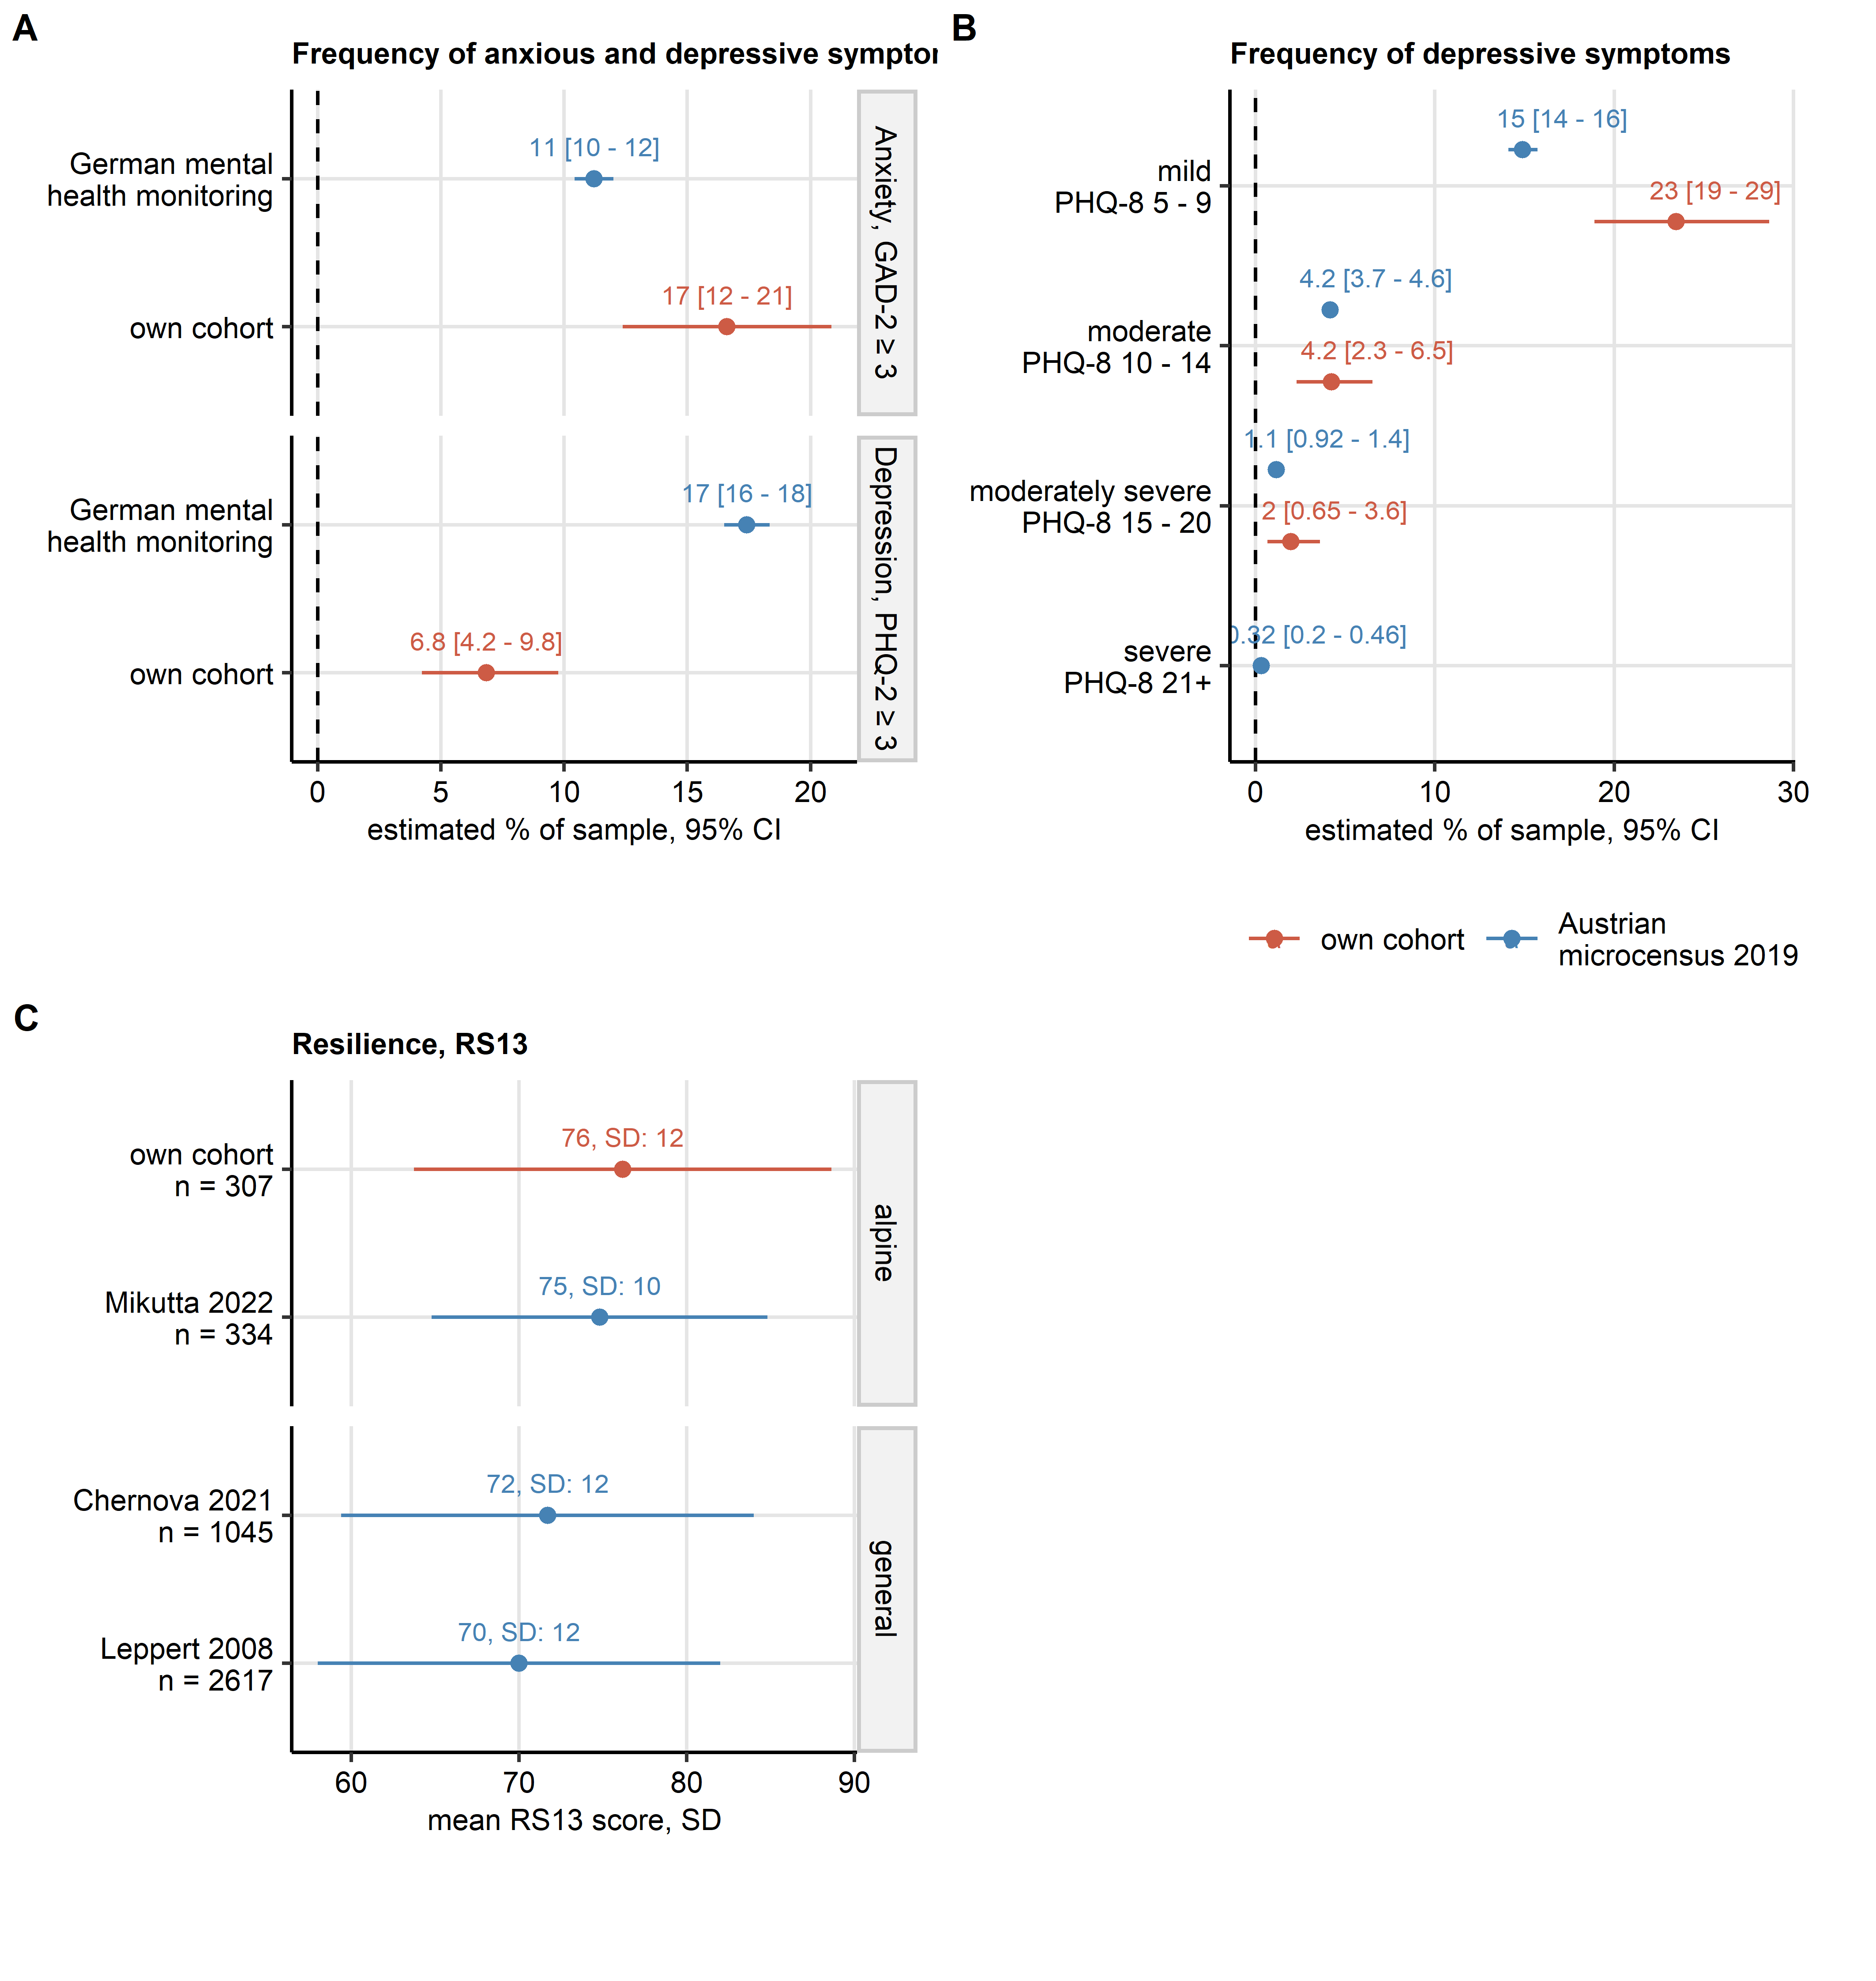 A
Frequency of anxious and depressive sympto
German mental
health monitoring
11 [10 - 12]
own cohort
17 [12 - 21]
Anxiety, GAD-2 ≥ 3
German mental
health monitoring
17 [16 - 18]
own cohort
6.8 [4.2 - 9.8]
Depression, PHQ-2 ≥ 3
0 5 10 15 20
estimated % of sample, 95% CI
B
Frequency of depressive symptoms
mild
PHQ-8 5 - 9
15 [14 - 16]
23 [19 - 29]
moderate
PHQ-8 10 - 14
4.2 [3.7 - 4.6]
4.2 [2.3 - 6.5]
moderately severe
PHQ-8 15 - 20
1.1 [0.92 - 1.4]
2 [0.65 - 3.6]
severe
PHQ-8 21+
0.32 [0.2 - 0.46]
0 10 20 30
estimated % of sample, 95% CI
own cohort
Austrian
microcensus 2019
C
Resilience, RS13
own cohort
n = 307
76, SD: 12
Mikutta 2022
n = 334
75, SD: 10
alpine
Chernova 2021
n = 1045
72, SD: 12
Leppert 2008
n = 2617
70, SD: 12
general
60 70 80 90
mean RS13 score, SD